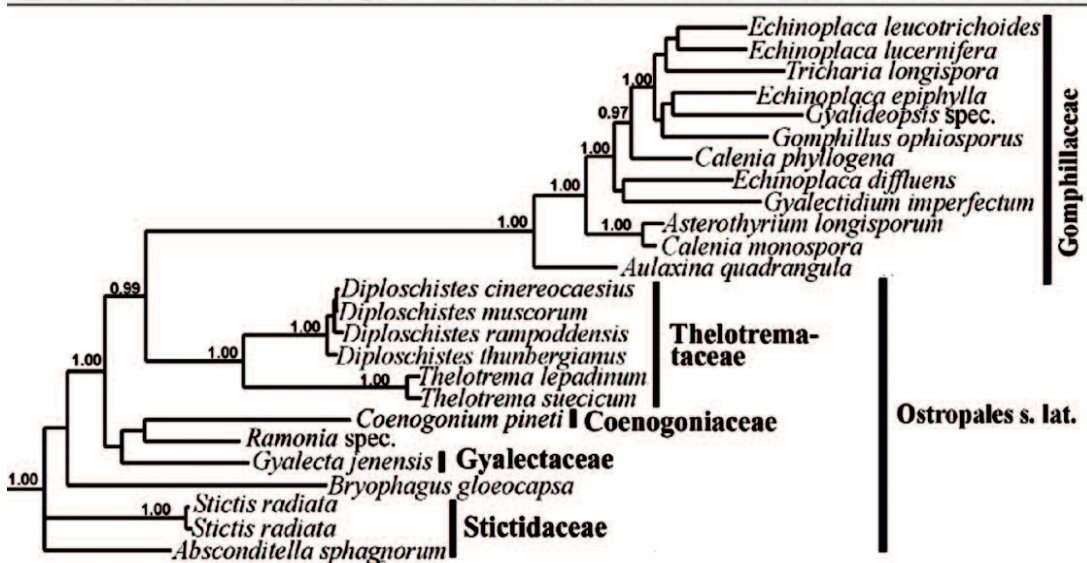 Echinoplaca leucotrichoides
Echinoplaca lucernifera
Tricharia longispora
1.00
Echinoplaca epiphylla
Gyalideopsis spec.
0.97
Gomphillus ophiosporus
1.00
Calenia phyllogena
Echinoplaca diffluens
1.00
Gyalectidium imperfectum
Asterothyrium longisporum
1.00
1.00
Calenia monospora
Aulaxina quadrangula
Gomphillaceae
Diploschistes cinereocaesius
0.99
Diploschistes muscorum
1.00
Diploschistes rampoddensis
Diploschistes thunbergianus
Thelotrema-
taceae
1.00
1.00
Thelotrema lepadinum
Thelotrema suecicum
1.00
Coenogonium pineti
Coenogoniaceae
Ramonia spec.
Gyalecta jenensis
Gyalectaceae
Ostropales s. lat.
1.00
Bryophagus gloeocapsa
Stictis radiata
1.00
Stictis radiata
Stictidaceae
Absconditella sphagnorum